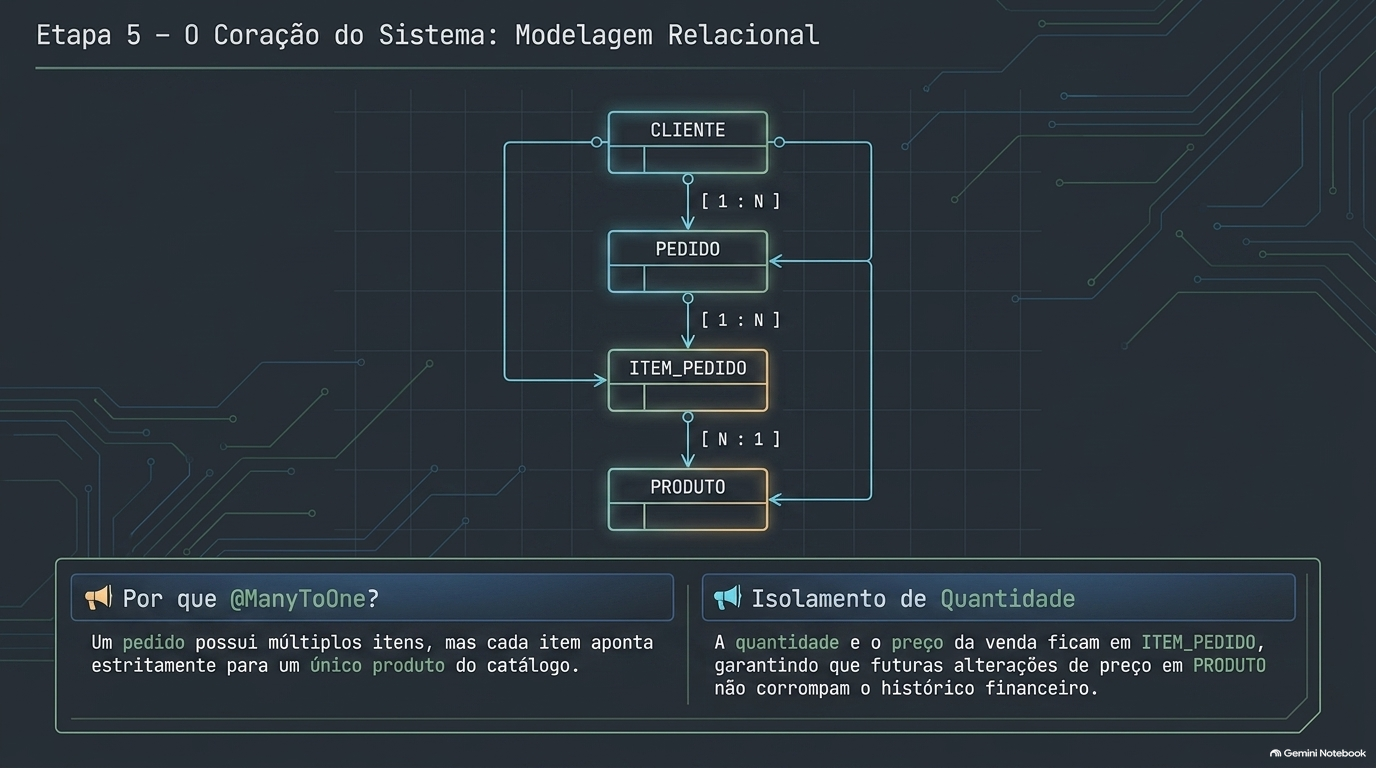 Etapa 5 – O Coração do Sistema: Modelagem Relacional
CLIENTE
[ 1 : N ]
PEDIDO
[ 1 : N ]
ITEM_PEDIDO
[ N : 1 ]
PRODUTO
Por que @ManyToOne?
Um pedido possui múltiplos itens, mas cada item aponta
estritamente para um único produto do catálogo.
Isolamento de Quantidade
A quantidade e o preço da venda ficam em ITEM_PEDIDO,
garantindo que futuras alterações de preço em PRODUTO
não corrompam o histórico financeiro.
Gemini Notebook